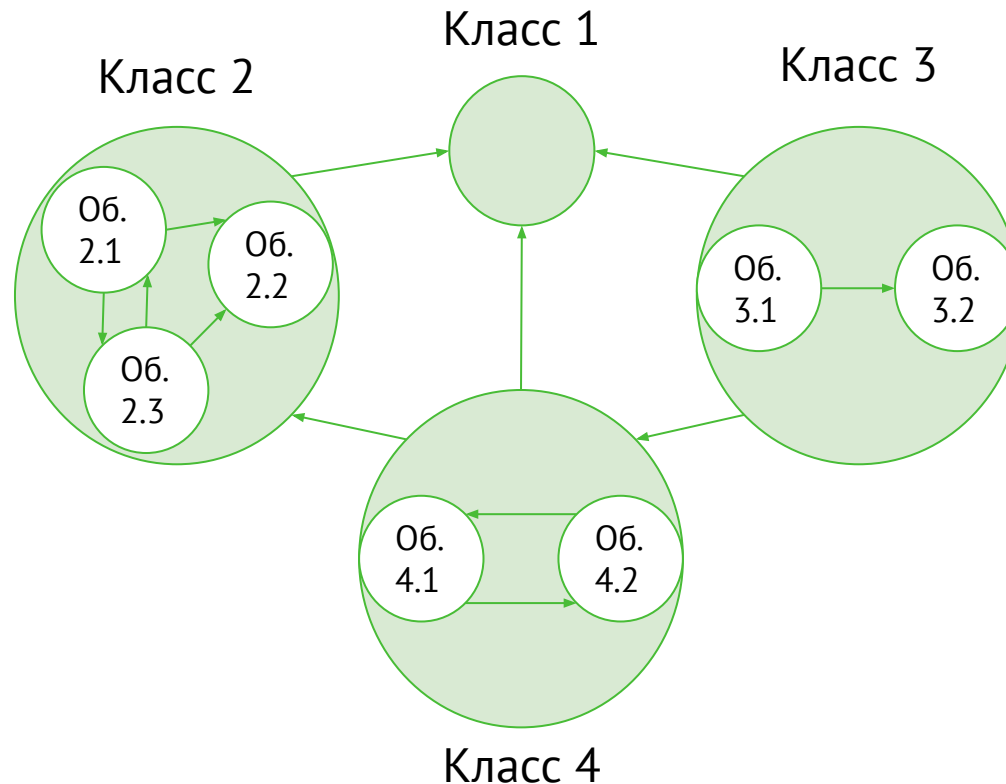 Класс 1
Класс 2
Класс 3
Об.
2.1
Об.
2.2
Об.
2.3
Об.
3.1
Об.
3.2
Об.
4.1
Об.
4.2
Класс 4